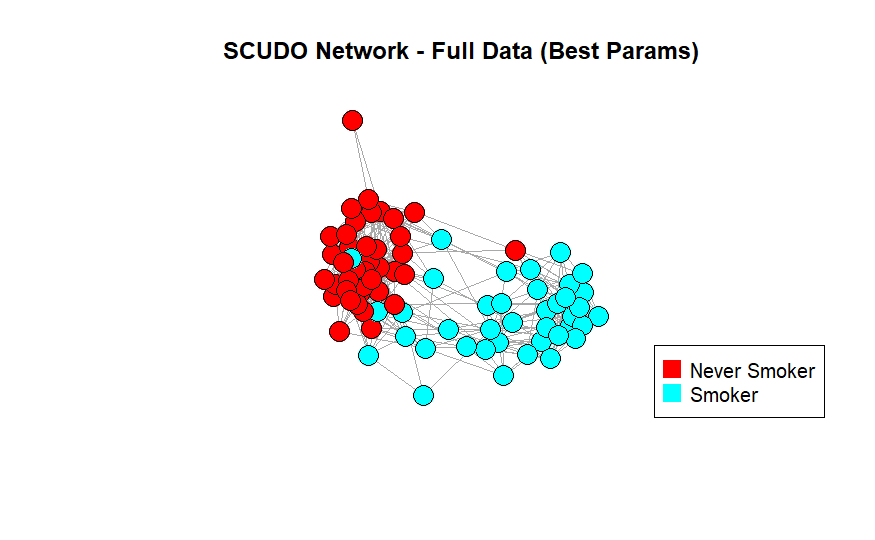 SCUDO Network - Full Data (Best Params)
Never Smoker
Smoker